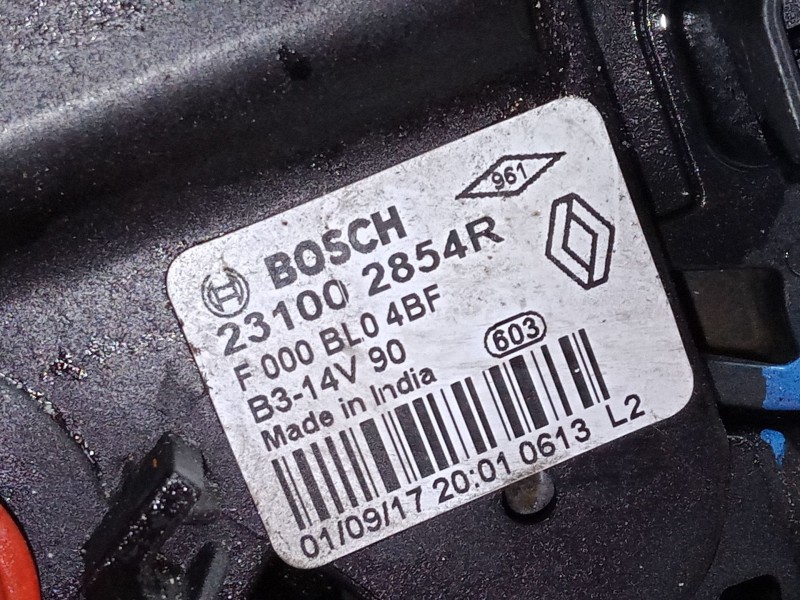 961
BOSCH
23100 2854R
F 000 BL0 4BF
B3-14V 90
603
Made in India
01/09/17 20:01 0613 L2